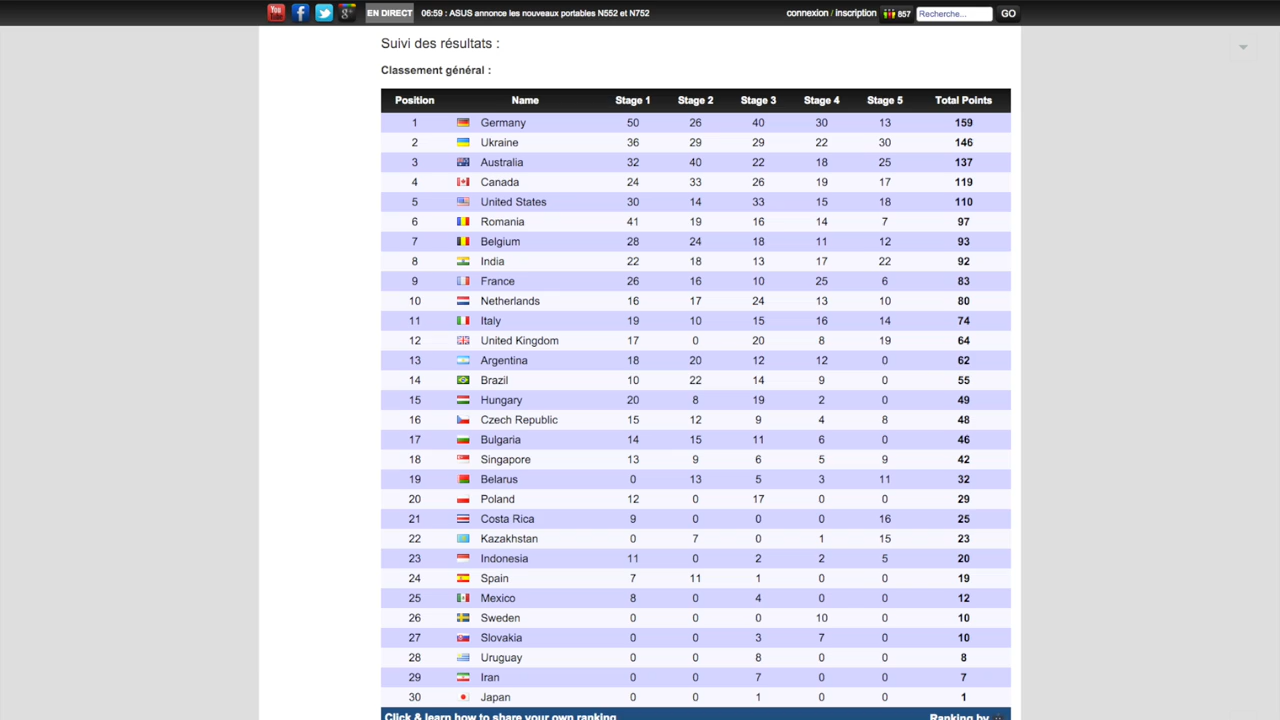 You
EN DIRECT 06:59 : ASUS annonce les nouveaux portables N552 et N752 connexion / inscription 857 Recherche... GO
Suivi des résultats :
Classement général :
Position Name Stage 1 Stage 2 Stage 3 Stage 4 Stage 5 Total Points
1 Germany 50 26 40 30 13 159
2 Ukraine 36 29 29 22 30 146
3 Australia 32 40 22 18 25 137
4 Canada 24 33 26 19 17 119
5 United States 30 14 33 15 18 110
6 Romania 41 19 16 14 7 97
7 Belgium 28 24 18 11 12 93
8 India 22 18 13 17 22 92
9 France 26 16 10 25 6 83
10 Netherlands 16 17 24 13 10 80
11 Italy 19 10 15 16 14 74
12 United Kingdom 17 0 20 8 19 64
13 Argentina 18 20 12 12 0 62
14 Brazil 10 22 14 9 0 55
15 Hungary 20 8 19 2 0 49
16 Czech Republic 15 12 9 4 8 48
17 Bulgaria 14 15 11 6 0 46
18 Singapore 13 9 6 5 9 42
19 Belarus 0 13 5 3 11 32
20 Poland 12 0 17 0 0 29
21 Costa Rica 9 0 0 0 16 25
22 Kazakhstan 0 7 0 1 15 23
23 Indonesia 11 0 2 2 5 20
24 Spain 7 11 1 0 0 19
25 Mexico 8 0 4 0 0 12
26 Sweden 0 0 0 10 0 10
27 Slovakia 0 0 3 7 0 10
28 Uruguay 0 0 8 0 0 8
29 Iran 0 0 7 0 0 7
30 Japan 0 0 1 0 0 1
Click & learn how to share your own ranking Ranking by